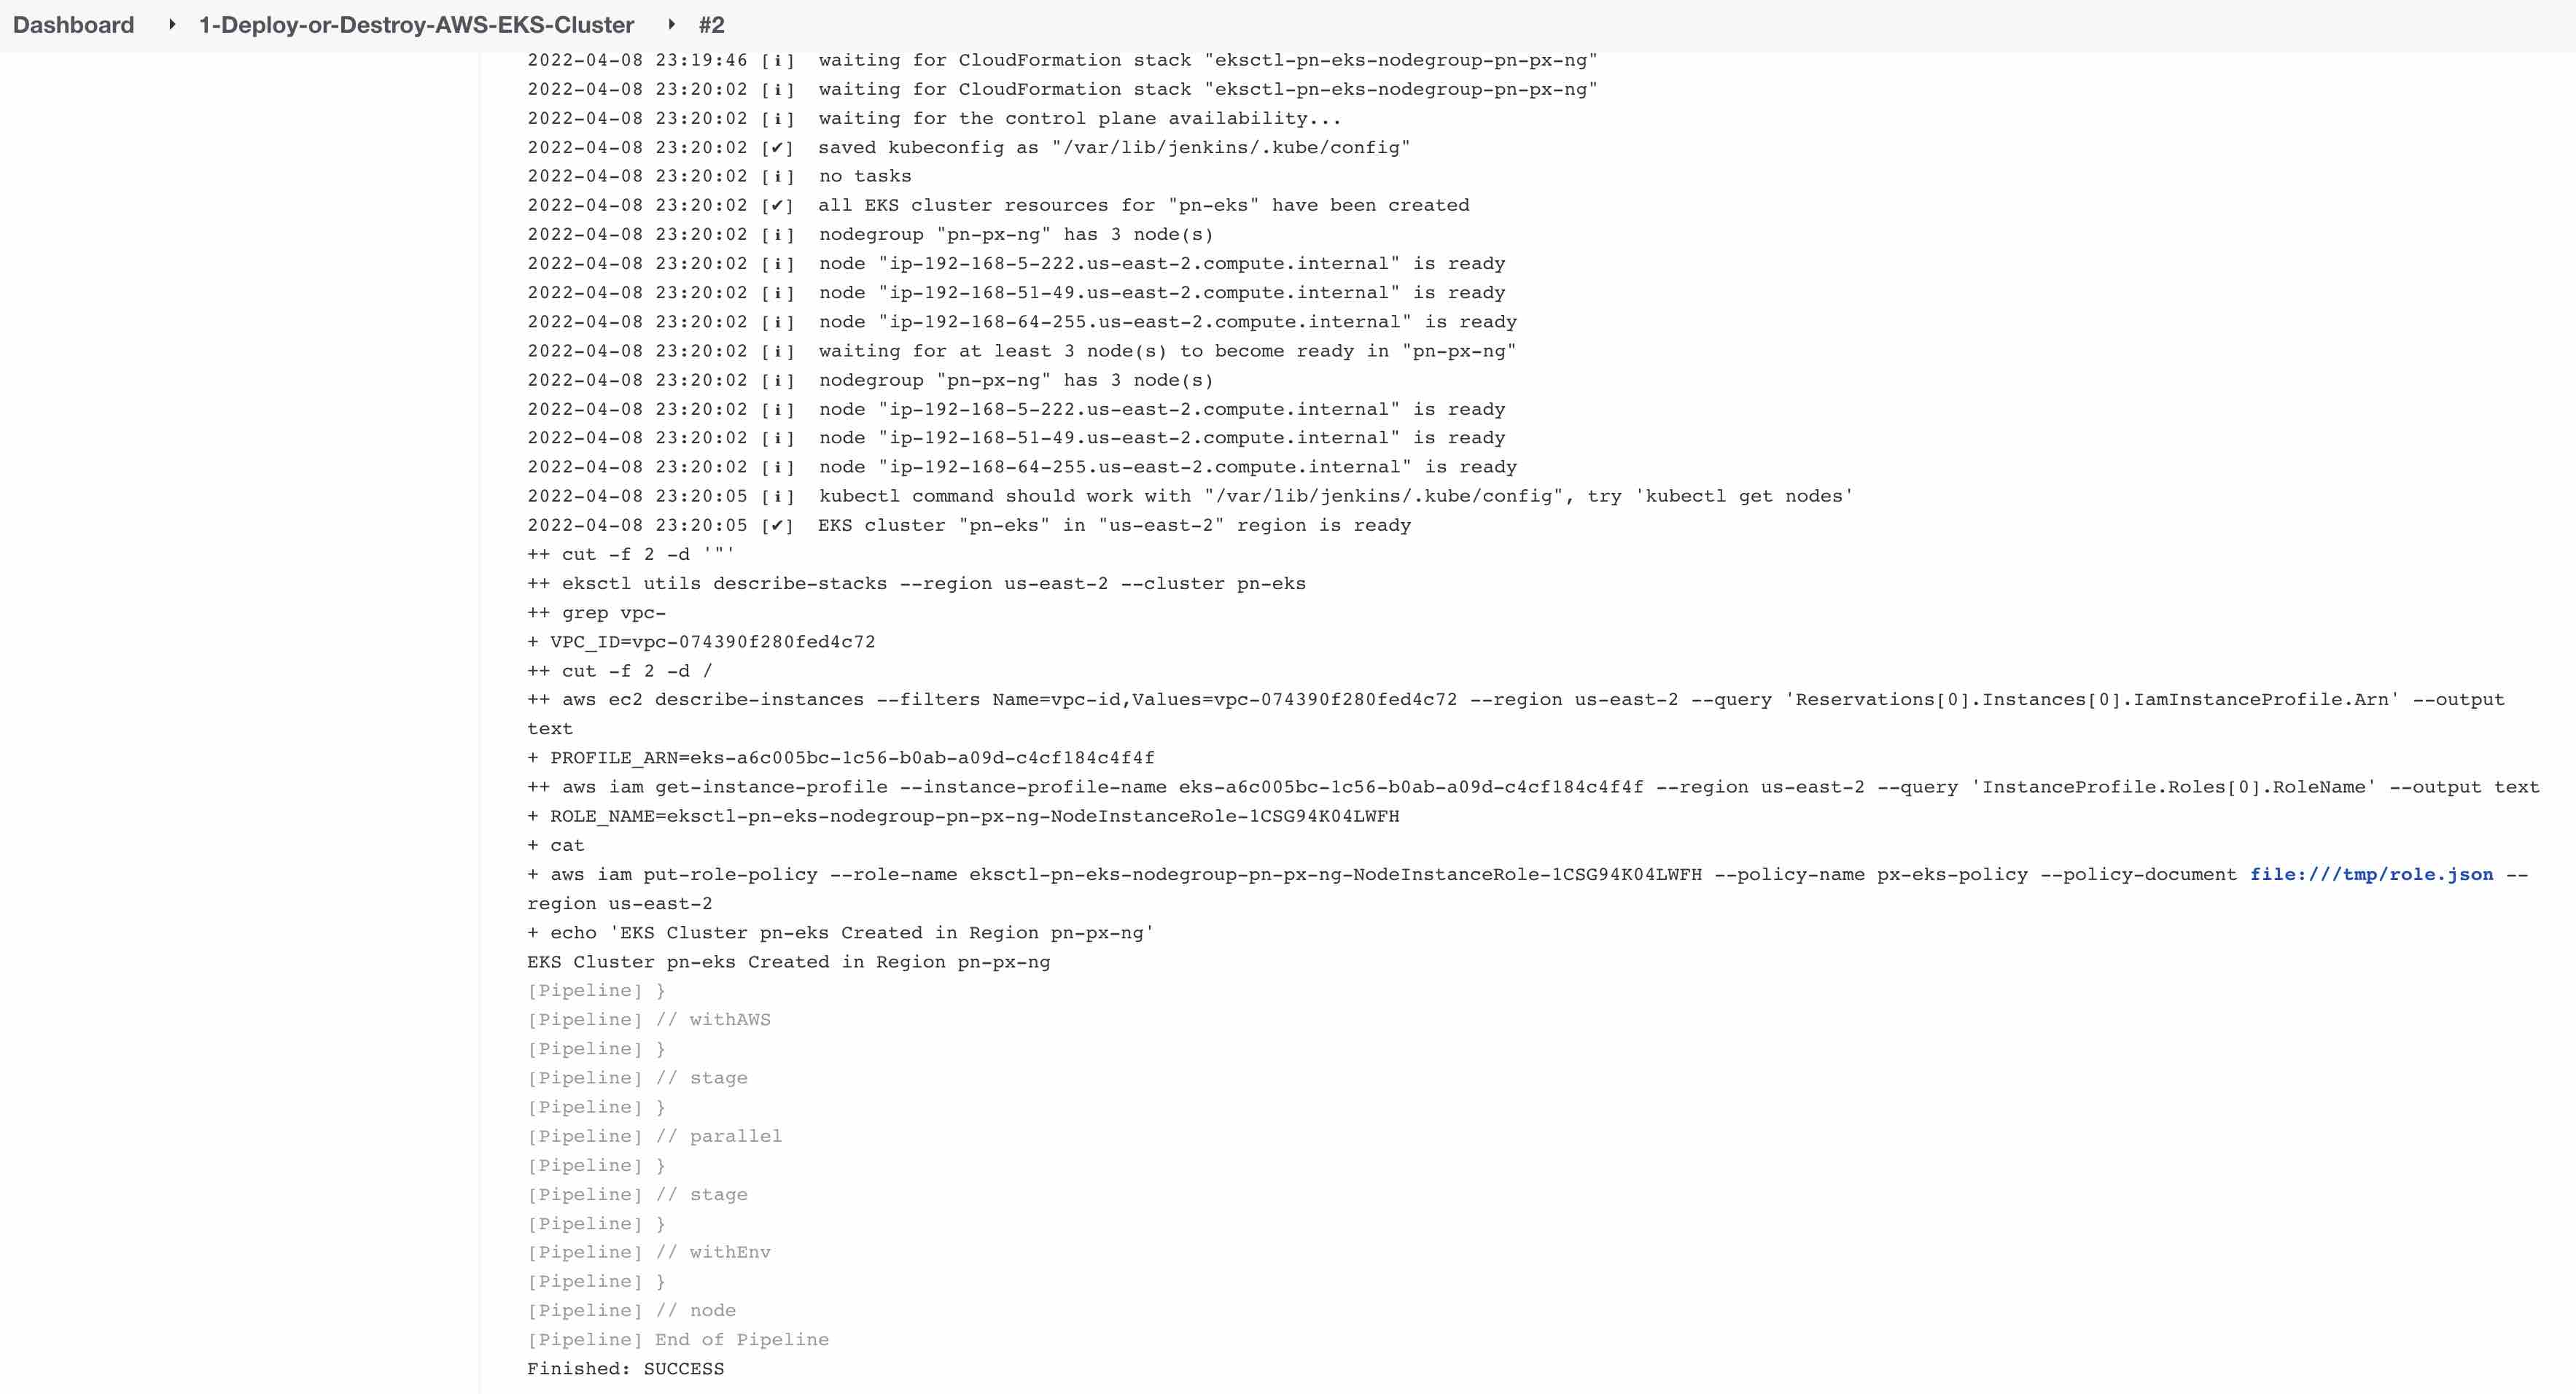 Dashboard ▸ 1-Deploy-or-Destroy-AWS-EKS-Cluster ▸ #2
2022-04-08 23:19:46 [ℹ]  waiting for CloudFormation stack "eksctl-pn-eks-nodegroup-pn-px-ng"
2022-04-08 23:20:02 [ℹ]  waiting for CloudFormation stack "eksctl-pn-eks-nodegroup-pn-px-ng"
2022-04-08 23:20:02 [ℹ]  waiting for the control plane availability...
2022-04-08 23:20:02 [✔]  saved kubeconfig as "/var/lib/jenkins/.kube/config"
2022-04-08 23:20:02 [ℹ]  no tasks
2022-04-08 23:20:02 [✔]  all EKS cluster resources for "pn-eks" have been created
2022-04-08 23:20:02 [ℹ]  nodegroup "pn-px-ng" has 3 node(s)
2022-04-08 23:20:02 [ℹ]  node "ip-192-168-5-222.us-east-2.compute.internal" is ready
2022-04-08 23:20:02 [ℹ]  node "ip-192-168-51-49.us-east-2.compute.internal" is ready
2022-04-08 23:20:02 [ℹ]  node "ip-192-168-64-255.us-east-2.compute.internal" is ready
2022-04-08 23:20:02 [ℹ]  waiting for at least 3 node(s) to become ready in "pn-px-ng"
2022-04-08 23:20:02 [ℹ]  nodegroup "pn-px-ng" has 3 node(s)
2022-04-08 23:20:02 [ℹ]  node "ip-192-168-5-222.us-east-2.compute.internal" is ready
2022-04-08 23:20:02 [ℹ]  node "ip-192-168-51-49.us-east-2.compute.internal" is ready
2022-04-08 23:20:02 [ℹ]  node "ip-192-168-64-255.us-east-2.compute.internal" is ready
2022-04-08 23:20:05 [ℹ]  kubectl command should work with "/var/lib/jenkins/.kube/config", try 'kubectl get nodes'
2022-04-08 23:20:05 [✔]  EKS cluster "pn-eks" in "us-east-2" region is ready
++ cut -f 2 -d '"'
++ eksctl utils describe-stacks --region us-east-2 --cluster pn-eks
++ grep vpc-
+ VPC_ID=vpc-074390f280fed4c72
++ cut -f 2 -d /
++ aws ec2 describe-instances --filters Name=vpc-id,Values=vpc-074390f280fed4c72 --region us-east-2 --query 'Reservations[0].Instances[0].IamInstanceProfile.Arn' --output
text
+ PROFILE_ARN=eks-a6c005bc-1c56-b0ab-a09d-c4cf184c4f4f
++ aws iam get-instance-profile --instance-profile-name eks-a6c005bc-1c56-b0ab-a09d-c4cf184c4f4f --region us-east-2 --query 'InstanceProfile.Roles[0].RoleName' --output text
+ ROLE_NAME=eksctl-pn-eks-nodegroup-pn-px-ng-NodeInstanceRole-1CSG94K04LWFH
+ cat
+ aws iam put-role-policy --role-name eksctl-pn-eks-nodegroup-pn-px-ng-NodeInstanceRole-1CSG94K04LWFH --policy-name px-eks-policy --policy-document file:///tmp/role.json --
region us-east-2
+ echo 'EKS Cluster pn-eks Created in Region pn-px-ng'
EKS Cluster pn-eks Created in Region pn-px-ng
[Pipeline] }
[Pipeline] // withAWS
[Pipeline] }
[Pipeline] // stage
[Pipeline] }
[Pipeline] // parallel
[Pipeline] }
[Pipeline] // stage
[Pipeline] }
[Pipeline] // withEnv
[Pipeline] }
[Pipeline] // node
[Pipeline] End of Pipeline
Finished: SUCCESS